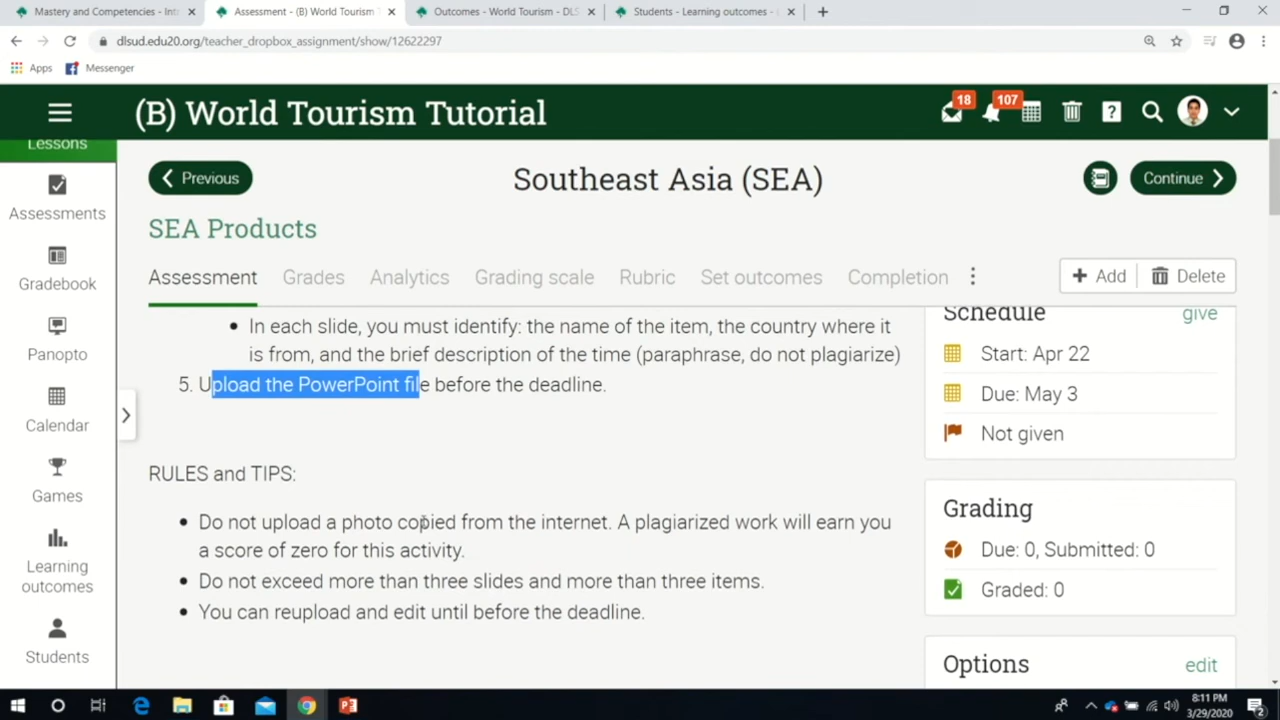 Mastery and Competencies - Intr
Assessment - (B) World Tourism T
Outcomes - World Tourism - DLS
Students - Learning outcomes - (
dlsud.edu20.org/teacher_dropbox_assignment/show/12622297
Apps
Messenger
(B) World Tourism Tutorial
18
107
Lessons
Assessments
Gradebook
Panopto
Calendar
Games
Learning
outcomes
Students
Previous
Southeast Asia (SEA)
Continue
SEA Products
Assessment Grades Analytics Grading scale Rubric Set outcomes Completion
Add
Delete
• In each slide, you must identify: the name of the item, the country where it
is from, and the brief description of the time (paraphrase, do not plagiarize)
5. Upload the PowerPoint file before the deadline.
RULES and TIPS:
• Do not upload a photo copied from the internet. A plagiarized work will earn you
a score of zero for this activity.
• Do not exceed more than three slides and more than three items.
• You can reupload and edit until before the deadline.
Schedule
give
Start: Apr 22
Due: May 3
Not given
Grading
Due: 0, Submitted: 0
Graded: 0
Options
edit
8:11 PM
3/29/2020
2